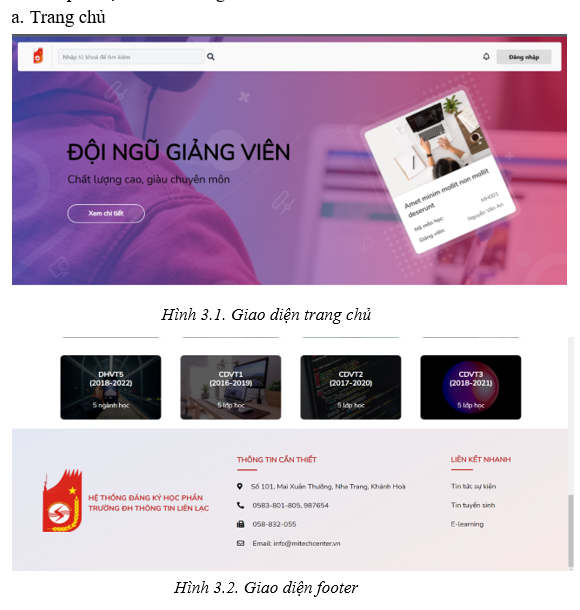 a. Trang chủ
Nhập từ khoá để tìm kiếm
Đăng nhập
ĐỘI NGŨ GIẢNG VIÊN
Chất lượng cao, giàu chuyên môn
Xem chi tiết
Amet minim mollit non mollit
deserunt
Mã môn học: MH001
Giảng viên: Nguyễn Văn An
Hình 3.1. Giao diện trang chủ
DHVT5
(2018-2022)
5 ngành học
CDVT1
(2016-2019)
5 lớp học
CDVT2
(2017-2020)
5 lớp học
CDVT3
(2018-2021)
5 lớp học
HỆ THỐNG ĐĂNG KÝ HỌC PHẦN
TRƯỜNG ĐH THÔNG TIN LIÊN LẠC
THÔNG TIN CẦN THIẾT
Số 101, Mai Xuân Thưởng, Nha Trang, Khánh Hoà
0583-801-805, 987654
058-832-055
Email: info@mitechcenter.vn
LIÊN KẾT NHANH
Tin tức sự kiện
Tin tuyển sinh
E-learning
Hình 3.2. Giao diện footer